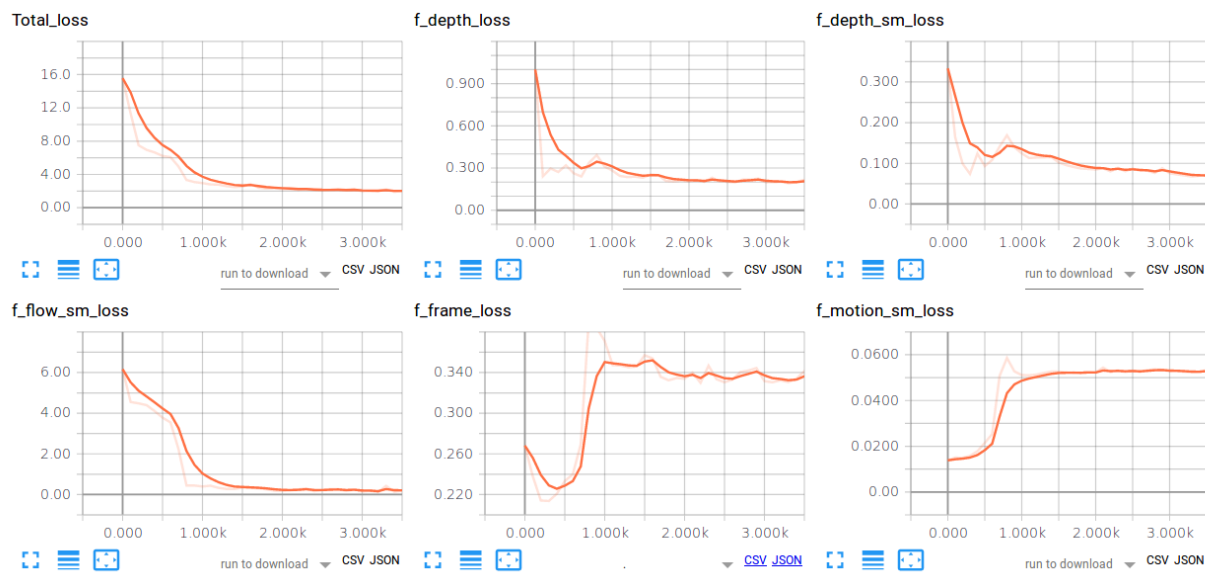 Total_loss
16.0
12.0
8.00
4.00
0.00
0.000 1.000k 2.000k 3.000k
run to download CSV JSON
f_depth_loss
0.900
0.600
0.300
0.00
0.000 1.000k 2.000k 3.000k
run to download CSV JSON
f_depth_sm_loss
0.300
0.200
0.100
0.00
0.000 1.000k 2.000k 3.000k
run to download CSV JSON
f_flow_sm_loss
6.00
4.00
2.00
0.00
0.000 1.000k 2.000k 3.000k
run to download CSV JSON
f_frame_loss
0.340
0.300
0.260
0.220
0.000 1.000k 2.000k 3.000k
CSV JSON
f_motion_sm_loss
0.0600
0.0400
0.0200
0.00
0.000 1.000k 2.000k 3.000k
run to download CSV JSON